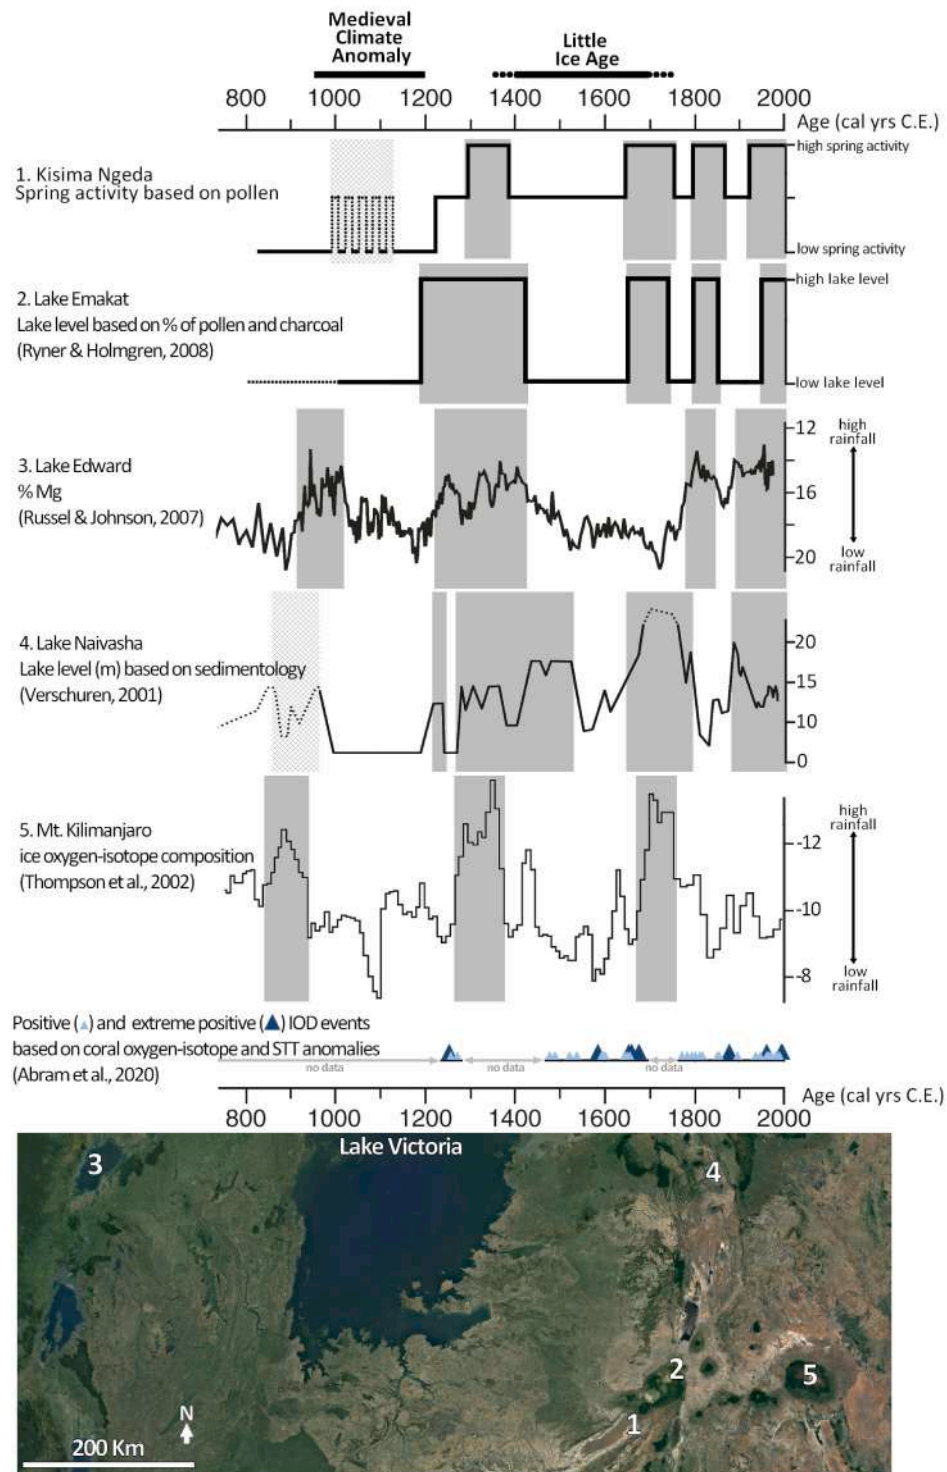 Medieval
Climate
Anomaly
Little
Ice Age
800 1000 1200 1400 1600 1800 2000
Age (cal yrs C.E.)
high spring activity
1. Kisima Ngeda
Spring activity based on pollen
low spring activity
high lake level
2. Lake Emakat
Lake level based on % of pollen and charcoal
(Ryner & Holmgren, 2008)
low lake level
12
high
rainfall
3. Lake Edward
% Mg
(Russel & Johnson, 2007)
16
20
low
rainfall
4. Lake Naivasha
Lake level (m) based on sedimentology
(Verschuren, 2001)
20
15
10
0
5. Mt. Kilimanjaro
ice oxygen-isotope composition
(Thompson et al., 2002)
high
rainfall
-12
-10
-8
low
rainfall
Positive (▲) and extreme positive (▲) IOD events
based on coral oxygen-isotope and STT anomalies
(Abram et al., 2020)
no data no data no data
Age (cal yrs C.E.)
800 1000 1200 1400 1600 1800 2000
Lake Victoria
3
4
2
5
1
N
200 Km